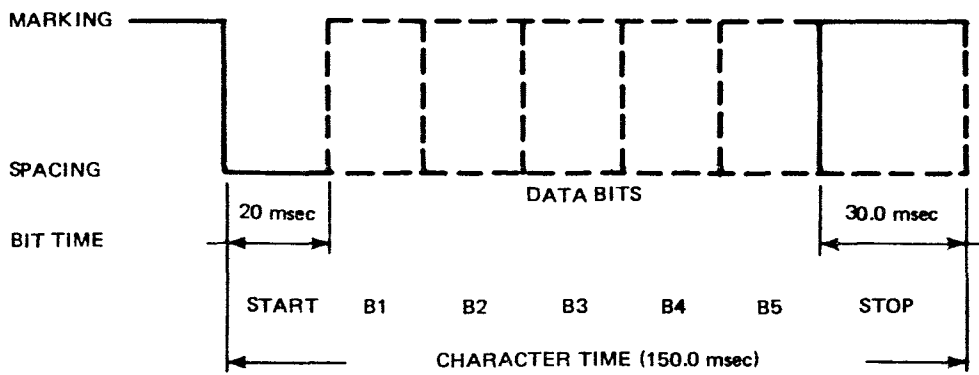 MARKING
SPACING
DATA BITS
20 msec
30.0 msec
BIT TIME
START B1 B2 B3 B4 B5 STOP
CHARACTER TIME (150.0 msec)